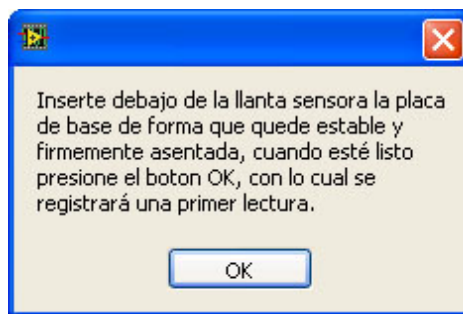 Inserte debajo de la llanta sensora la placa
de base de forma que quede estable y
firmemente asentada, cuando esté listo
presione el boton OK, con lo cual se
registrará una primer lectura.
OK